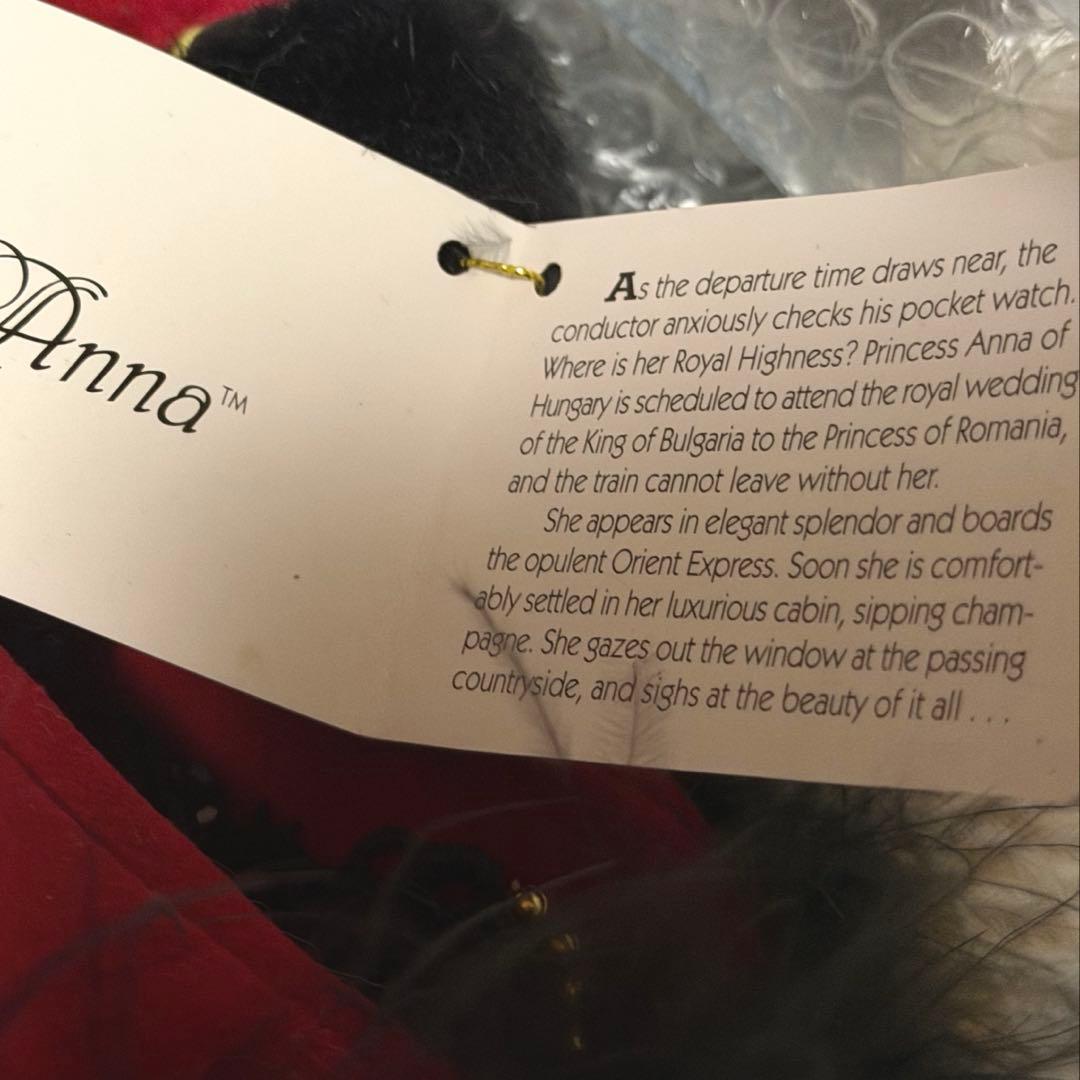 Anna™
As the departure time draws near, the
conductor anxiously checks his pocket watch.
Where is her Royal Highness? Princess Anna of
Hungary is scheduled to attend the royal wedding
of the King of Bulgaria to the Princess of Romania,
and the train cannot leave without her.
She appears in elegant splendor and boards
the opulent Orient Express. Soon she is comfort-
ably settled in her luxurious cabin, sipping cham-
pagne. She gazes out the window at the passing
countryside, and sighs at the beauty of it all . . .